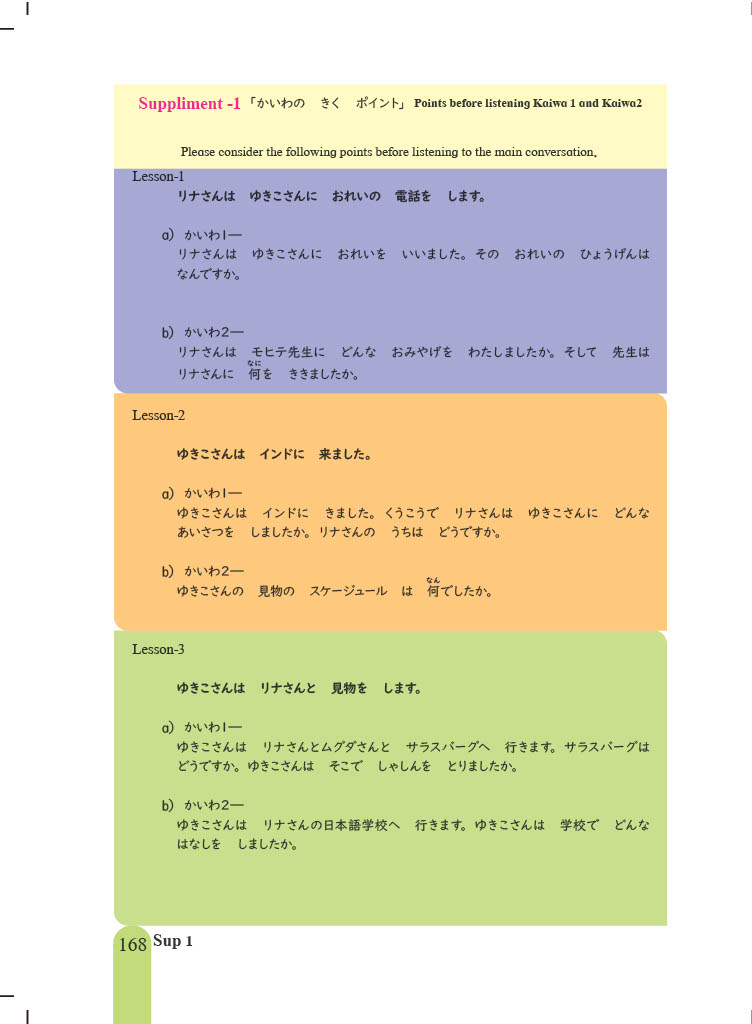 Suppliment -1 「かいわの きく ポイント」 Points before listening Kaiwa 1 and Kaiwa2
Please consider the following points before listening to the main conversation.
Lesson-1
リナさんは ゆきこさんに おれいの 電話を します。
a) かいわ1―
リナさんは ゆきこさんに おれいを いいました。その おれいの ひょうげんは
なんですか。
b) かいわ2―
リナさんは モヒテ先生に どんな おみやげを わたしましたか。そして 先生は
なに
リナさんに 何を ききましたか。
Lesson-2
ゆきこさんは インドに 来ました。
a) かいわ1―
ゆきこさんは インドに きました。くうこうで リナさんは ゆきこさんに どんな
あいさつを しましたか。リナさんの うちは どうですか。
b) かいわ2―
なん
ゆきこさんの 見物の スケージュール は 何でしたか。
Lesson-3
ゆきこさんは リナさんと 見物を します。
a) かいわ1―
ゆきこさんは リナさんとムグダさんと サラスバーグへ 行きます。サラスバーグは
どうですか。ゆきこさんは そこで しゃしんを とりましたか。
b) かいわ2―
ゆきこさんは リナさんの日本語学校へ 行きます。ゆきこさんは 学校で どんな
はなしを しましたか。
168 Sup 1